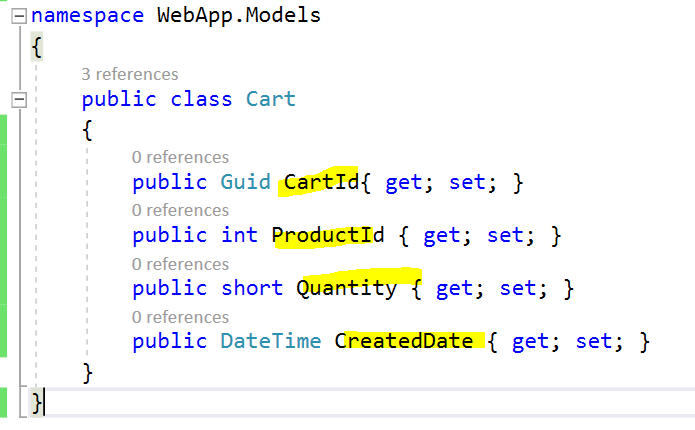 namespace WebApp.Models
{
3 references
public class Cart
{
0 references
public Guid CartId{ get; set; }
0 references
public int ProductId { get; set; }
0 references
public short Quantity { get; set; }
0 references
public DateTime CreatedDate { get; set; }
}
}